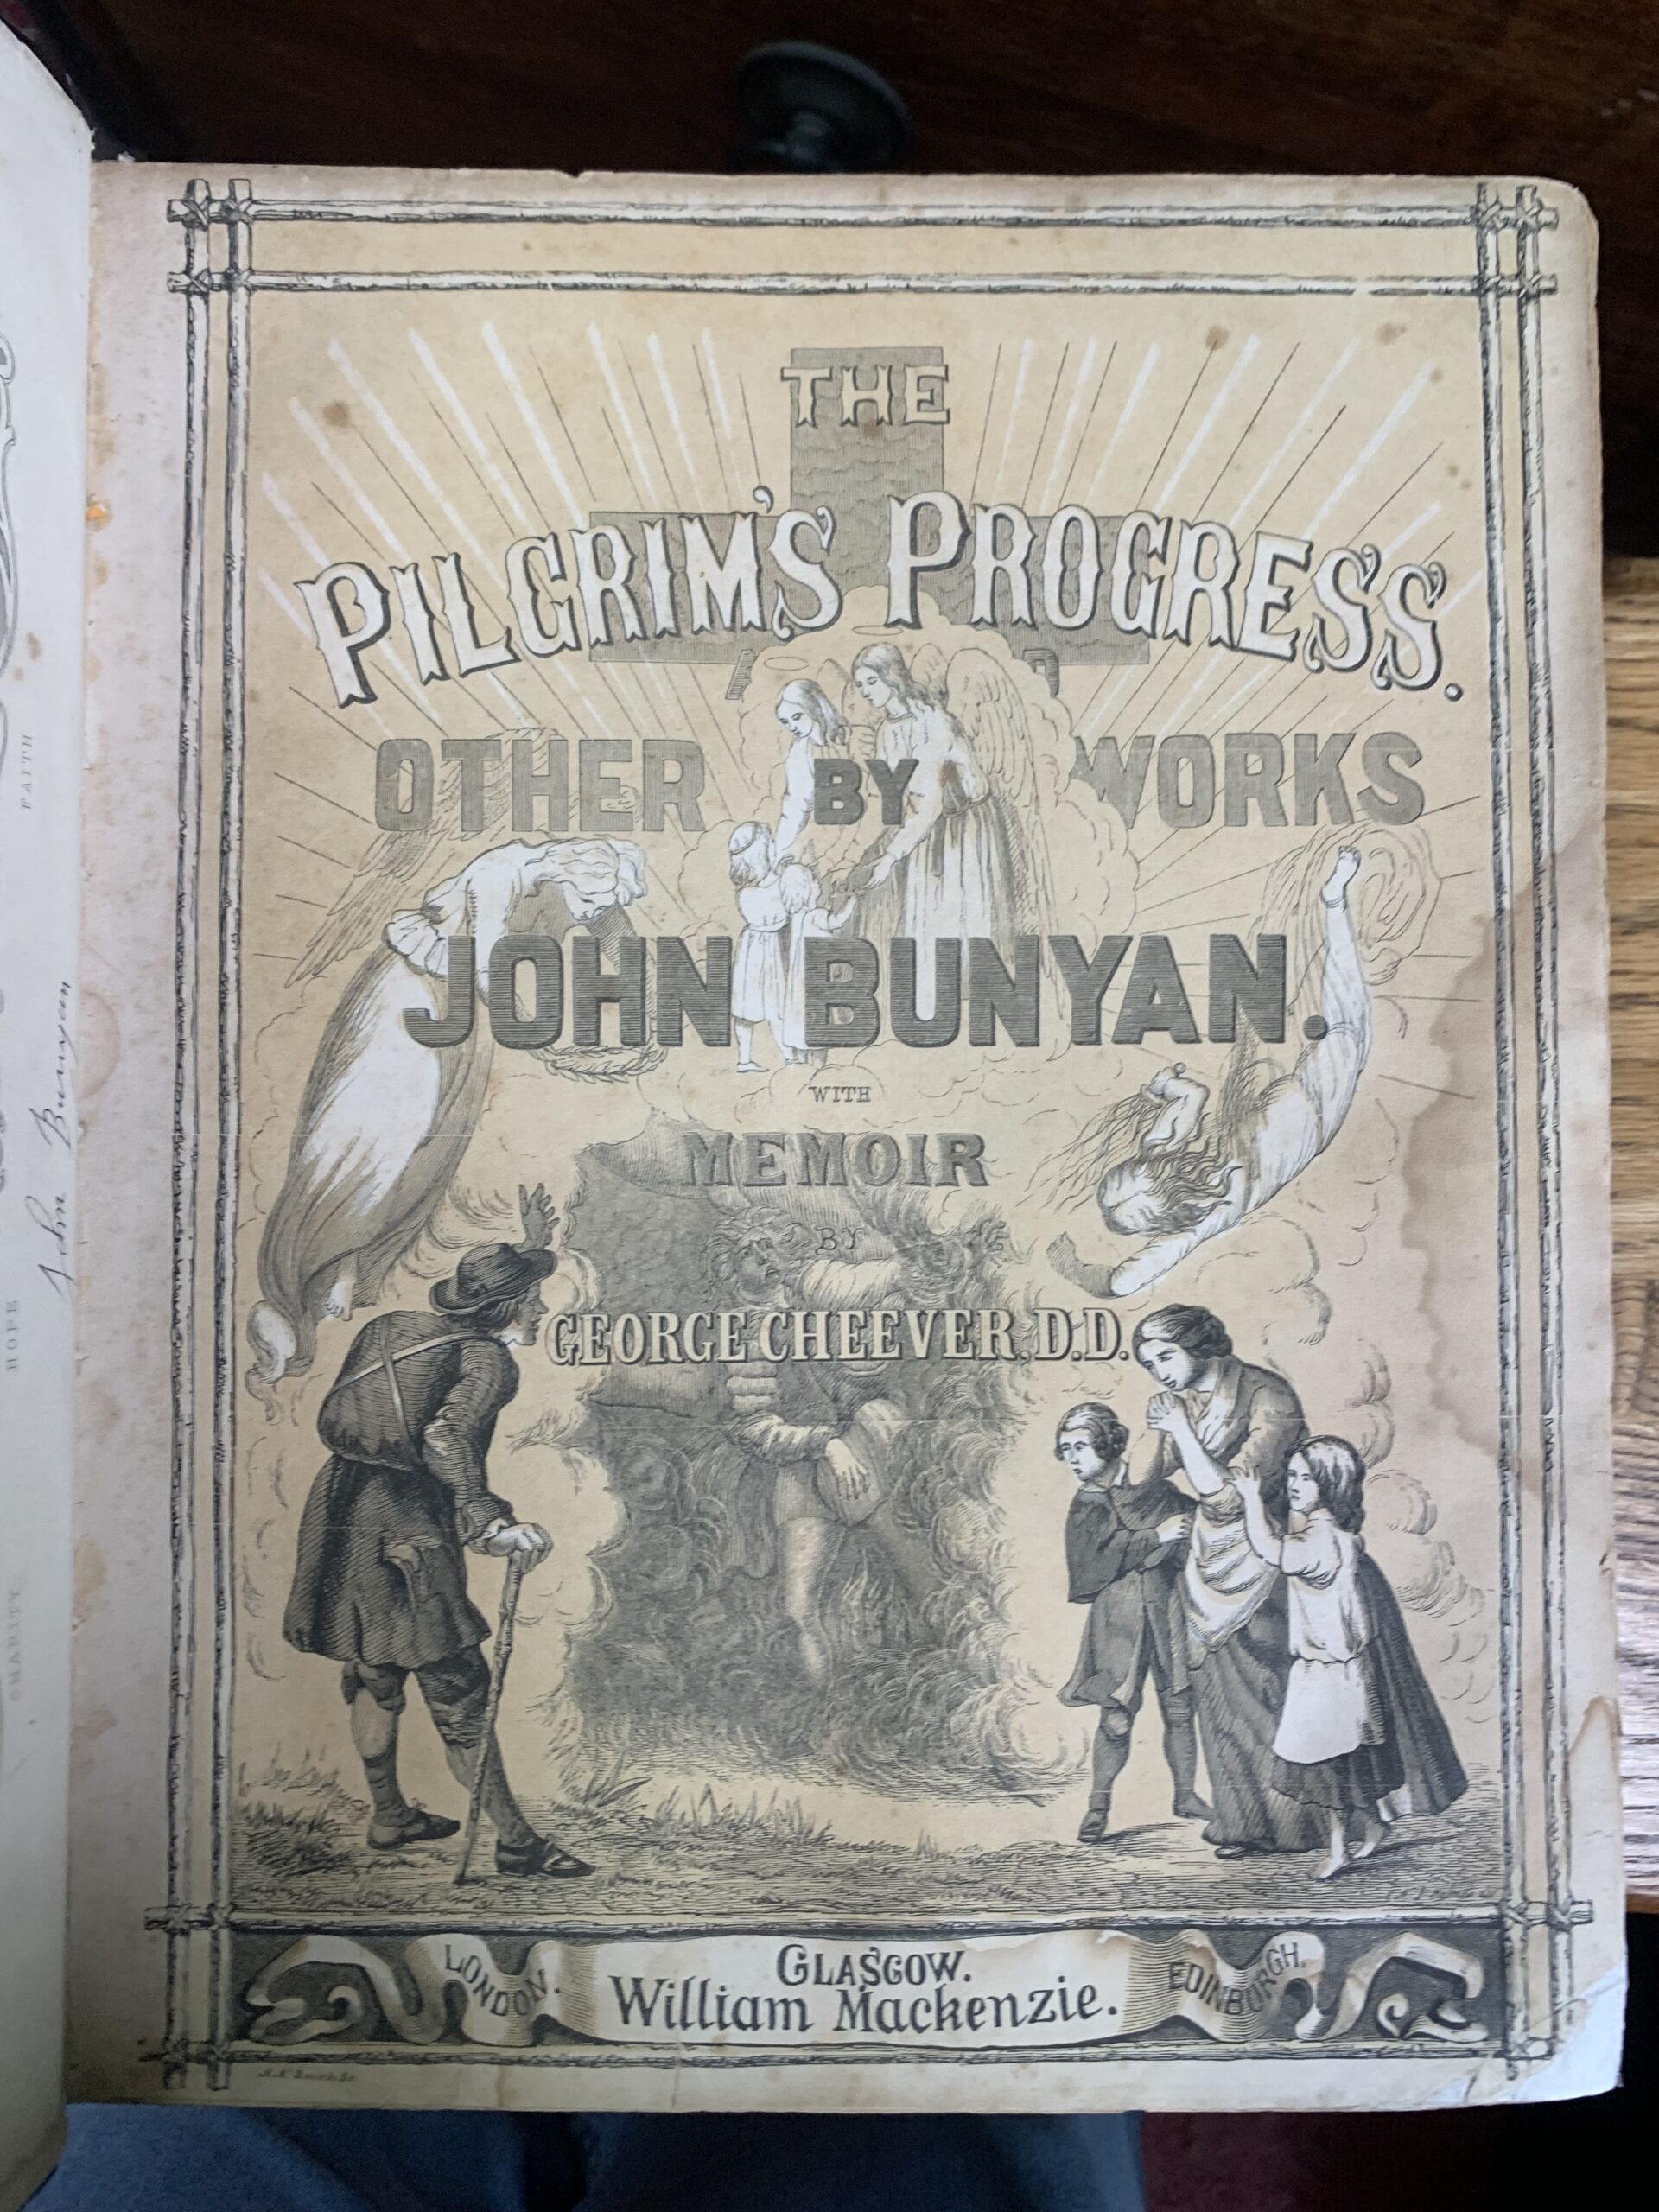 THE
PILGRIM'S PROGRESS.
OTHER WORKS
BY
JOHN BUNYAN.
WITH
MEMOIR
BY
GEORGE CHEEVER, D.D.
LONDON. GLASGOW. EDINBURGH.
William Mackenzie.
FAITH
HOPE
CHARITY
John Bunyan